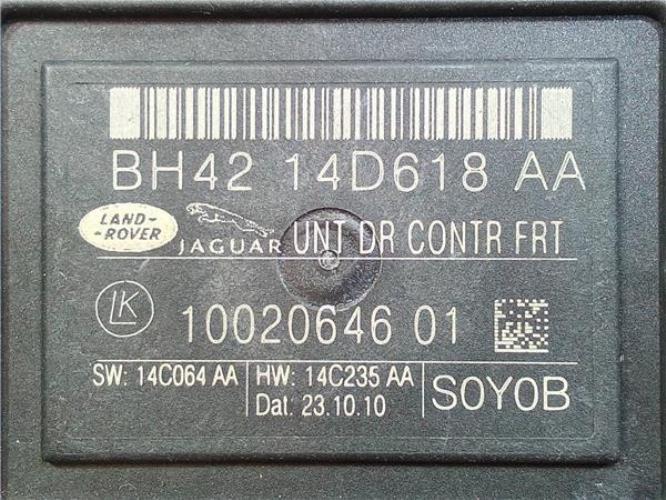 BH42 14D618 AA
LAND-
-ROVER
JAGUAR UNT DR CONTR FRT
LK 10020646 01
SW: 14C064 AA HW: 14C235 AA
Dat: 23.10.10
SOYOB